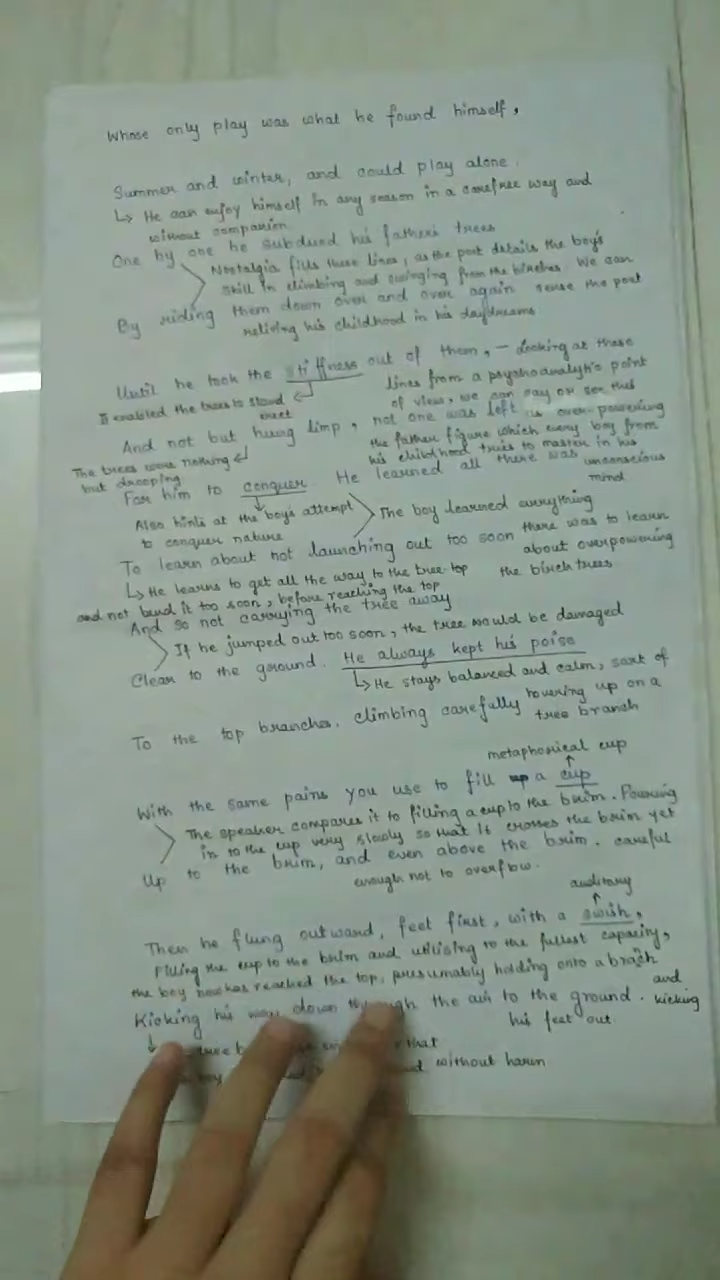 Whose only play was what he found himself,
Summer and winter, and could play alone.
↳ He can enjoy himself in any season in a carefree way and
without companion
One by one he subdued his father's trees
Nostalgia fills these lines, as the poet details the boy's
skill in climbing and swinging from the birches. We can
By riding them down over and over again sense the poet
reliving his childhood in his daydreams
Until he took the stiffness out of them, - Looking at these
It enabled the trees to stand erect
lines from a psychoanalytic point
of view, we can say or see that
And not but hung limp, not one was left is over-powering
The trees were nothing but drooping
the father figure which every boy from
his childhood tries to master in his
unconscious mind
For him to conquer. He learned all there was
Also hints at the boy's attempt
to conquer nature
The boy learned everything
there was to learn
about overpowering
the birch trees
To learn about not launching out too soon
↳ He learns to get all the way to the tree top
and not bend it too soon, before reaching the top
And so not carrying the tree away
If he jumped out too soon, the tree would be damaged
Clear to the ground. He always kept his poise
↳ He stays balanced and calm, sort of
hovering up on a
tree branch
To the top branches, climbing carefully
metaphorical cup
With the same pains you use to fill a cup
The speaker compares it to filling a cup to the brim. Pouring
in to the cup very slowly so that it crosses the brim yet
Up to the brim, and even above the brim. careful
enough not to overflow.
auditory
Then he flung outward, feet first, with a swish,
Filling the cup to the brim and utilising to the fullest capacity,
the boy now has reached the top, presumably holding onto a branch
and kicking
his feet out.
Kicking his way down through the air to the ground.
tree
that
boy
without harm